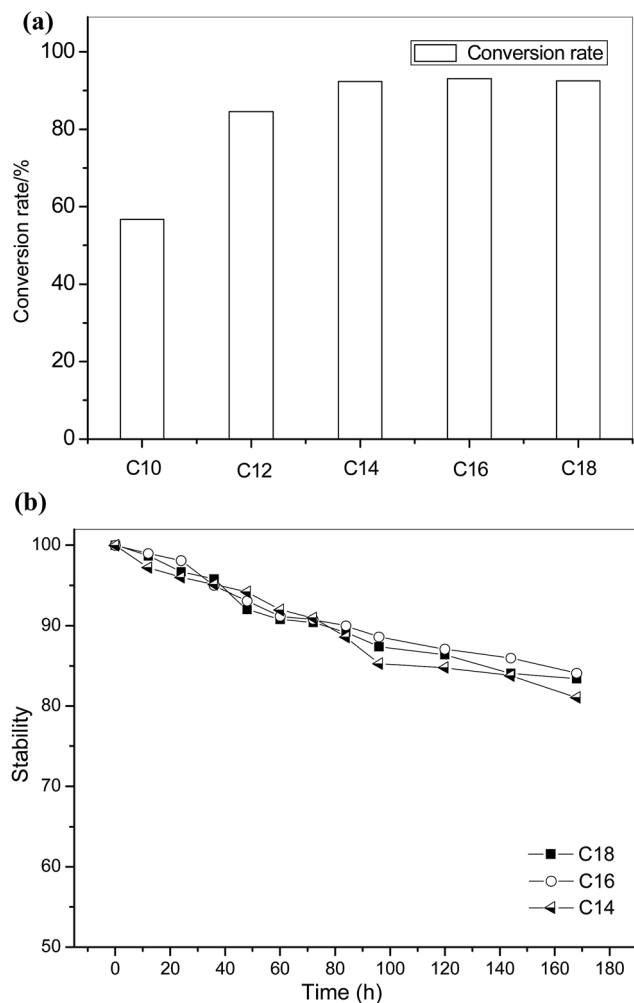 (a)
Conversion rate
100
80
60
40
20
0
Conversion rate/%
C10 C12 C14 C16 C18
(b)
100
90
80
70
60
50
Stability
C18
C16
C14
0 20 40 60 80 100 120 140 160 180
Time (h)